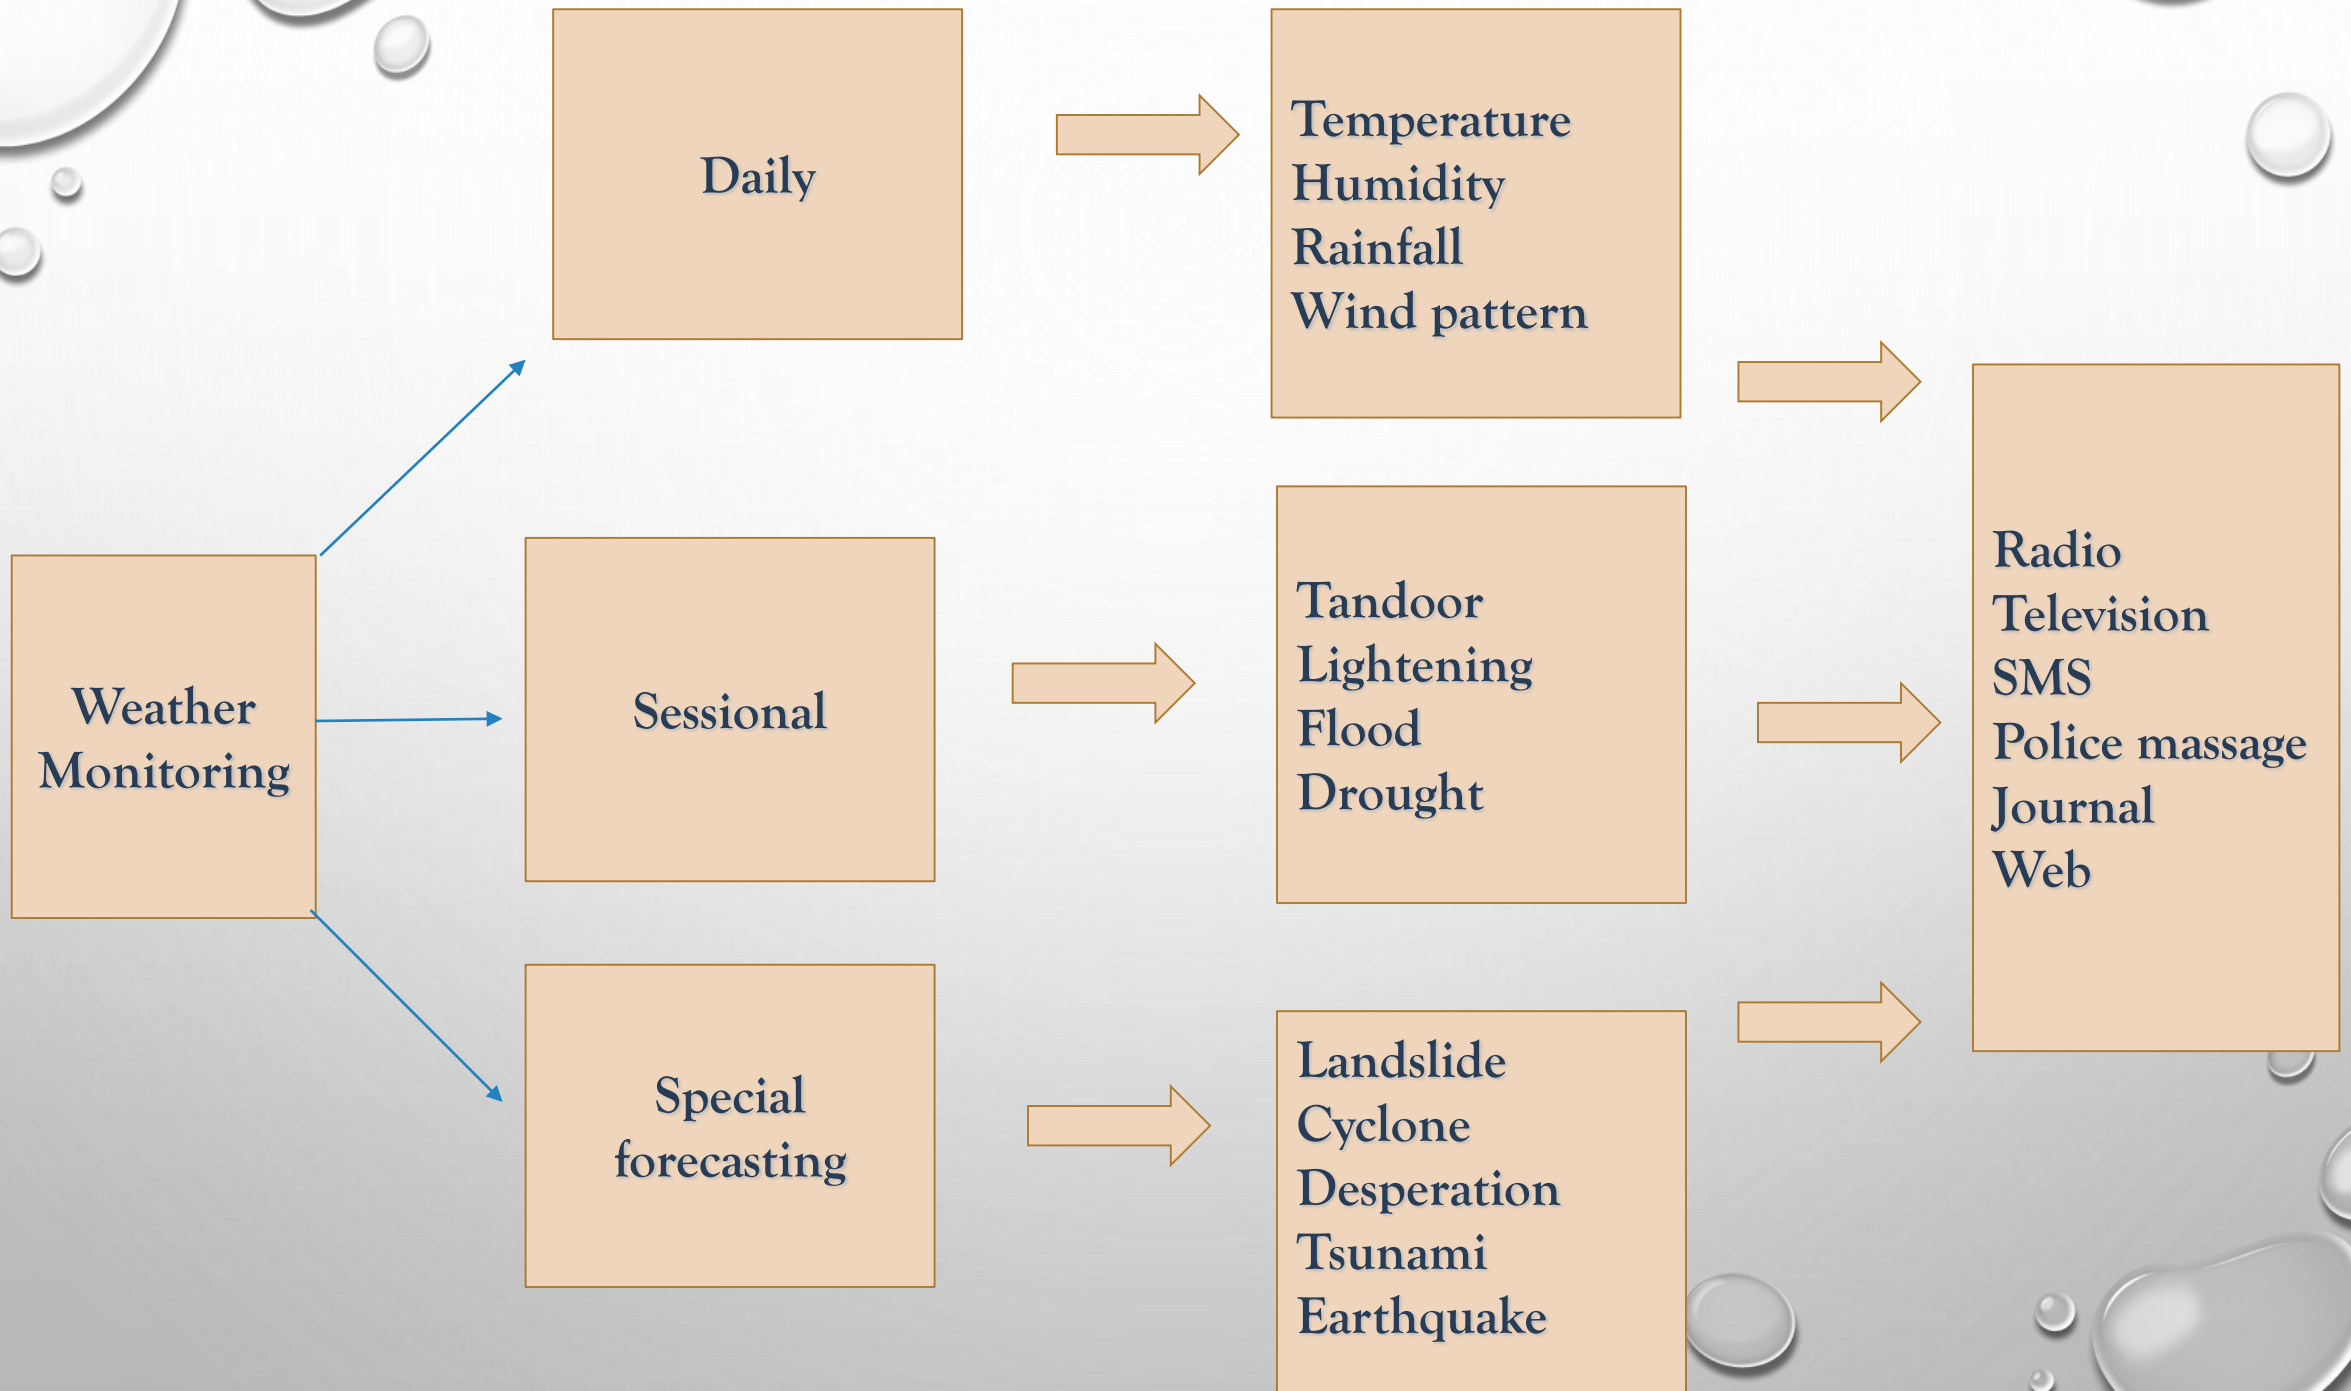 Daily
Temperature
Humidity
Rainfall
Wind pattern
Weather
Monitoring
Sessional
Tandoor
Lightening
Flood
Drought
Radio
Television
SMS
Police massage
Journal
Web
Special
forecasting
Landslide
Cyclone
Desperation
Tsunami
Earthquake